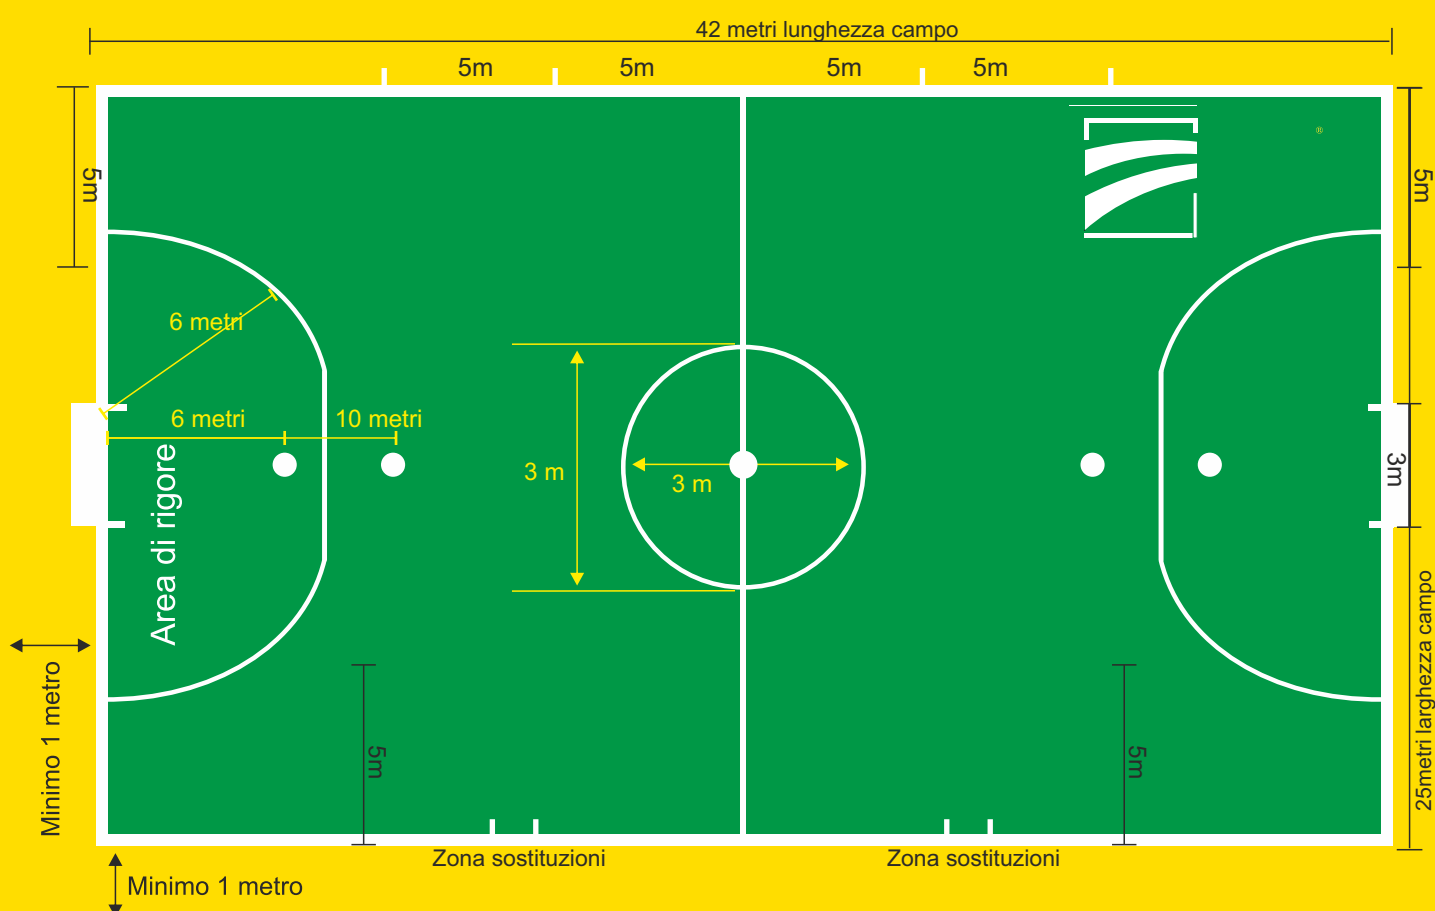 42 metri lunghezza campo
5m
5m
5m
5m
5m
5m
®
6 metri
6 metri
10 metri
3 m
3 m
3m
Area di rigore
5m
5m
25metri larghezza campo
Minimo 1 metro
Zona sostituzioni
Zona sostituzioni
Minimo 1 metro